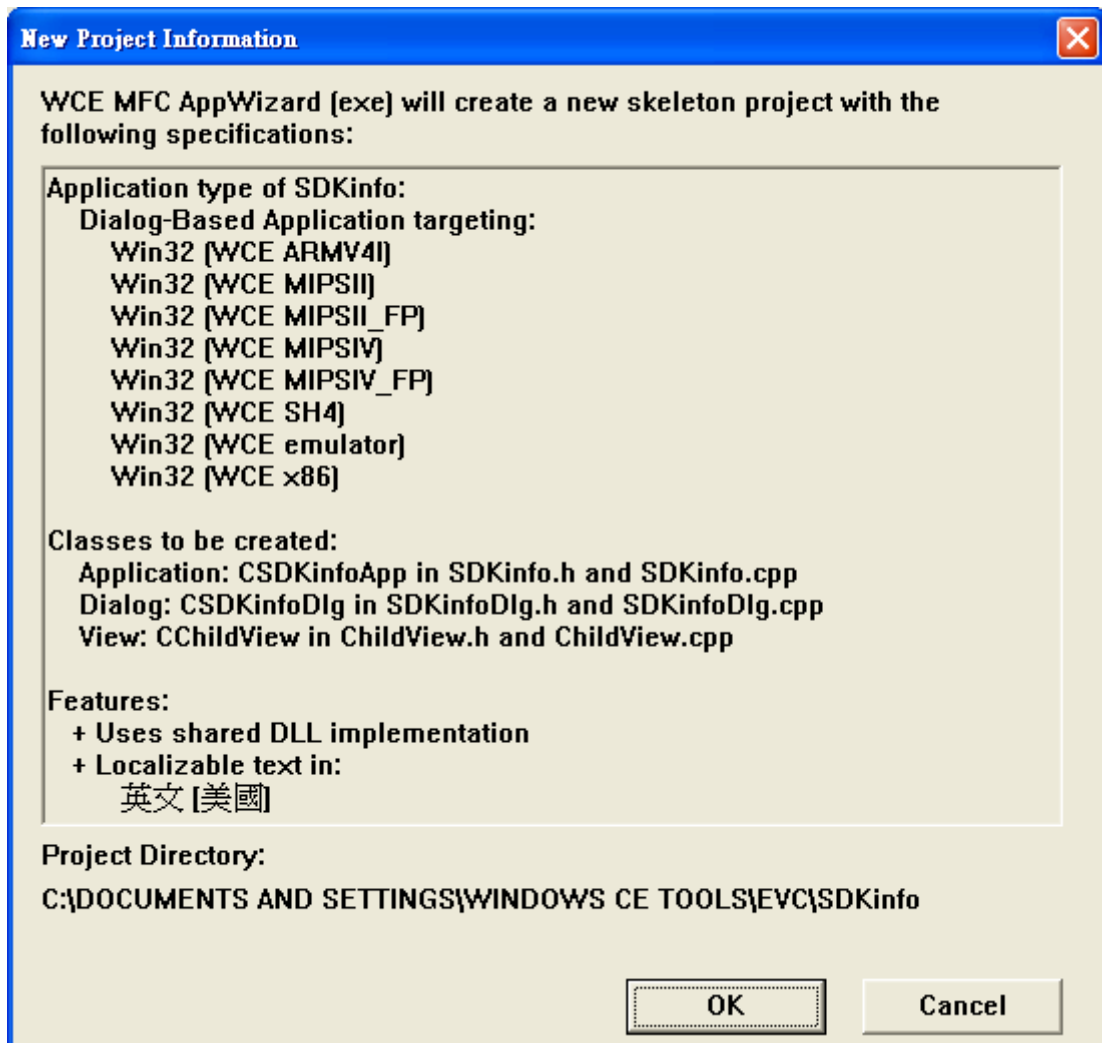 New Project Information
WCE MFC AppWizard (exe) will create a new skeleton project with the
following specifications:
Application type of SDKinfo:
Dialog-Based Application targeting:
Win32 (WCE ARMV4I)
Win32 (WCE MIPSII)
Win32 (WCE MIPSII_FP)
Win32 (WCE MIPSIV)
Win32 (WCE MIPSIV_FP)
Win32 (WCE SH4)
Win32 (WCE emulator)
Win32 (WCE x86)
Classes to be created:
Application: CSDKinfoApp in SDKinfo.h and SDKinfo.cpp
Dialog: CSDKinfoDlg in SDKinfoDlg.h and SDKinfoDlg.cpp
View: CChildView in ChildView.h and ChildView.cpp
Features:
+ Uses shared DLL implementation
+ Localizable text in:
英文 [美國]
Project Directory:
C:\DOCUMENTS AND SETTINGS\WINDOWS CE TOOLS\EVC\SDKinfo
OK Cancel